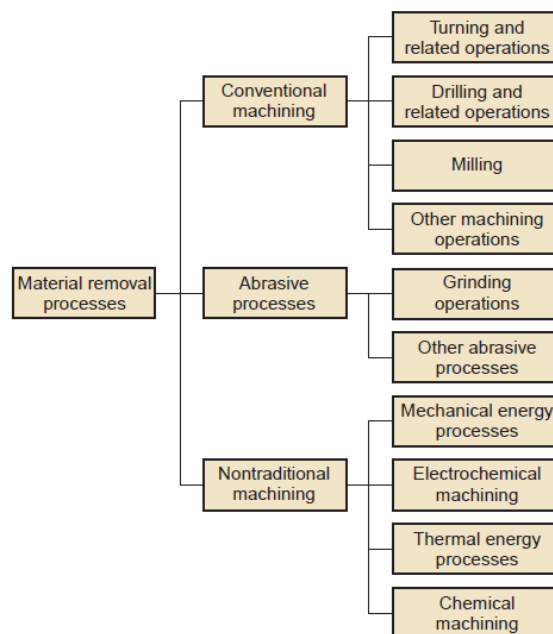 Turning and
related operations
Conventional
machining
Drilling and
related operations
Milling
Other machining
operations
Material removal
processes
Abrasive
processes
Grinding
operations
Other abrasive
processes
Mechanical energy
processes
Nontraditional
machining
Electrochemical
machining
Thermal energy
processes
Chemical
machining